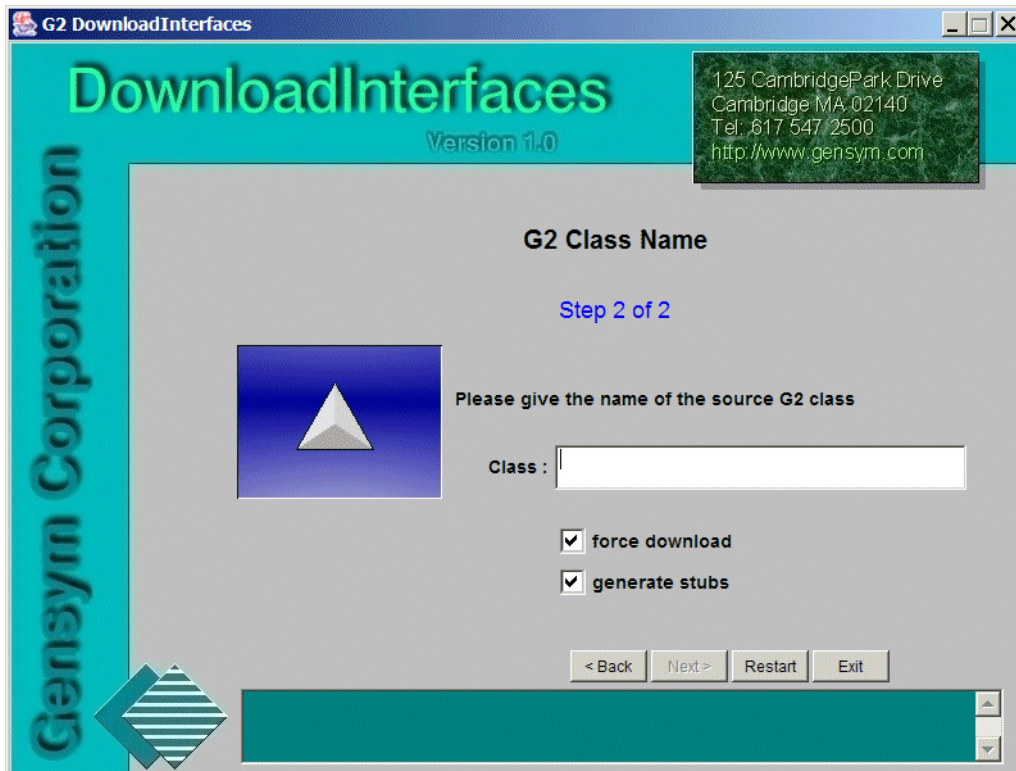 G2 DownloadInterfaces
DownloadInterfaces
Version 1.0
125 CambridgePark Drive
Cambridge MA 02140
Tel: 617 547 2500
http://www.gensym.com
Gensym Corporation
G2 Class Name
Step 2 of 2
Please give the name of the source G2 class
Class :
force download
generate stubs
< Back Next > Restart Exit